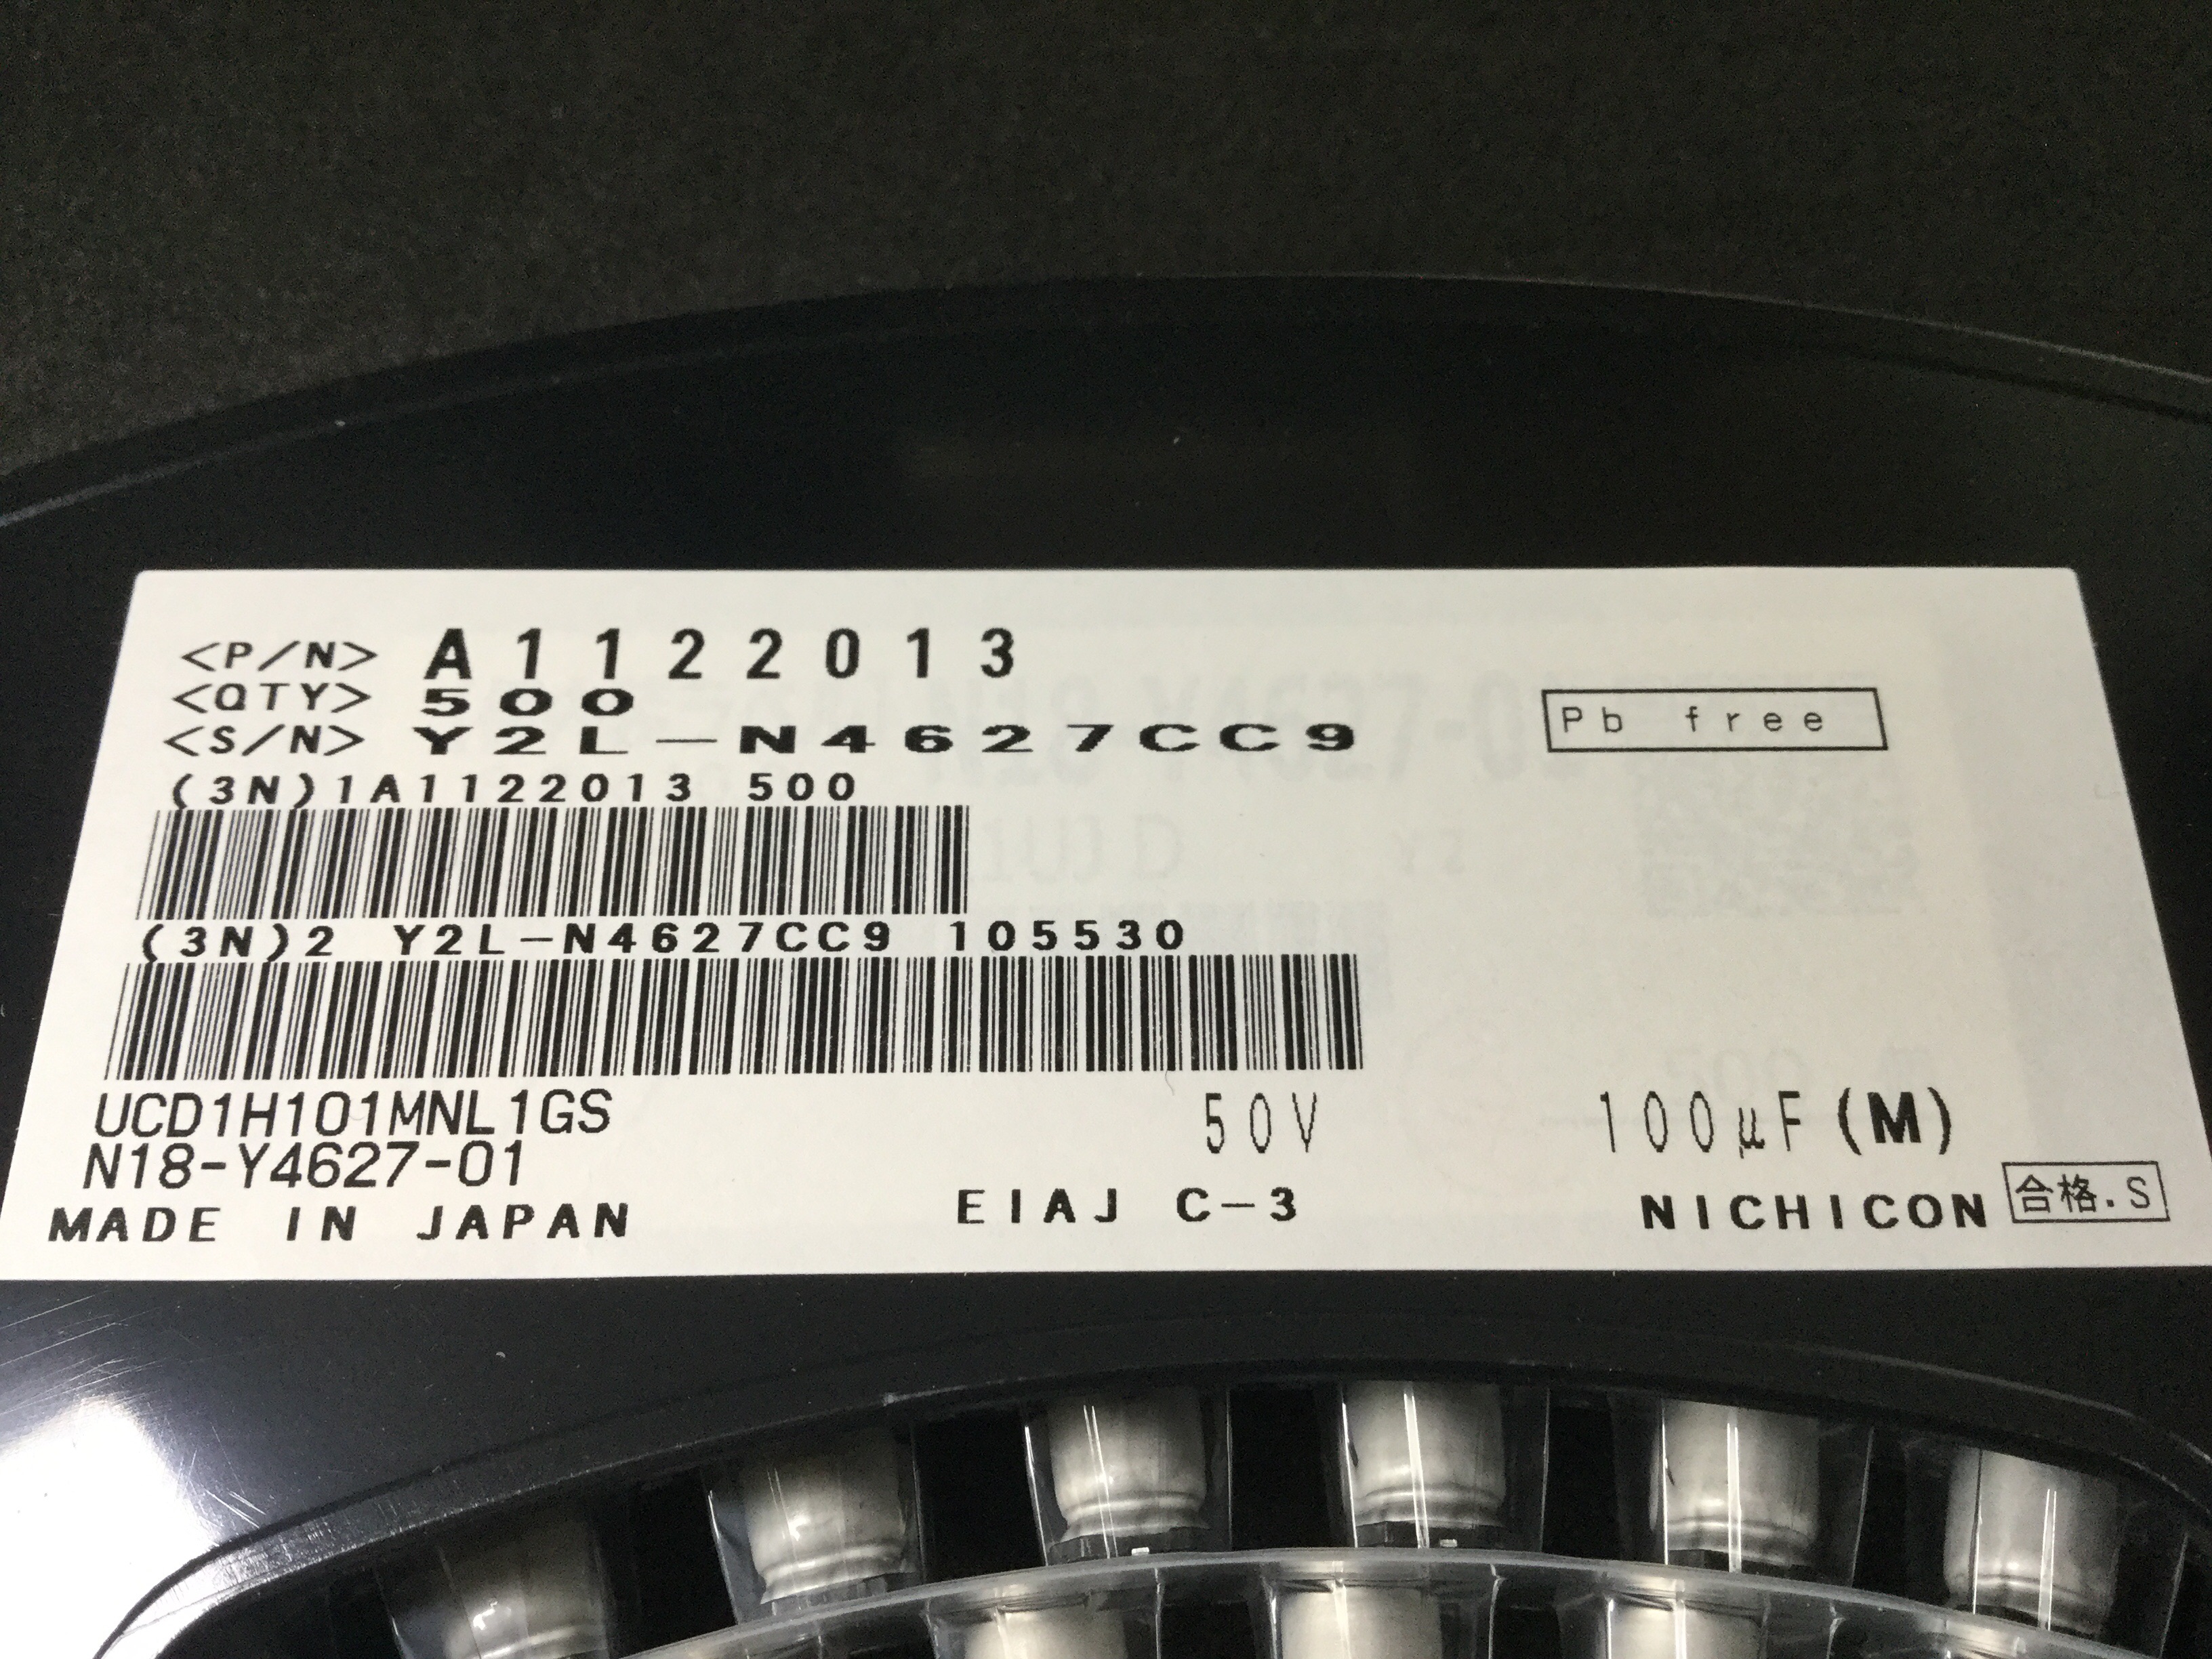 <P/N> A1122013
<QTY> 500
<S/N> Y2L-N4627CC9
Pb free
(3N)1A1122013 500
(3N)2 Y2L-N4627CC9 105530
UCD1H101MNL1GS 50V 100μF(M)
N18-Y4627-01
MADE IN JAPAN EIAJ C-3 NICHICON 合格.S